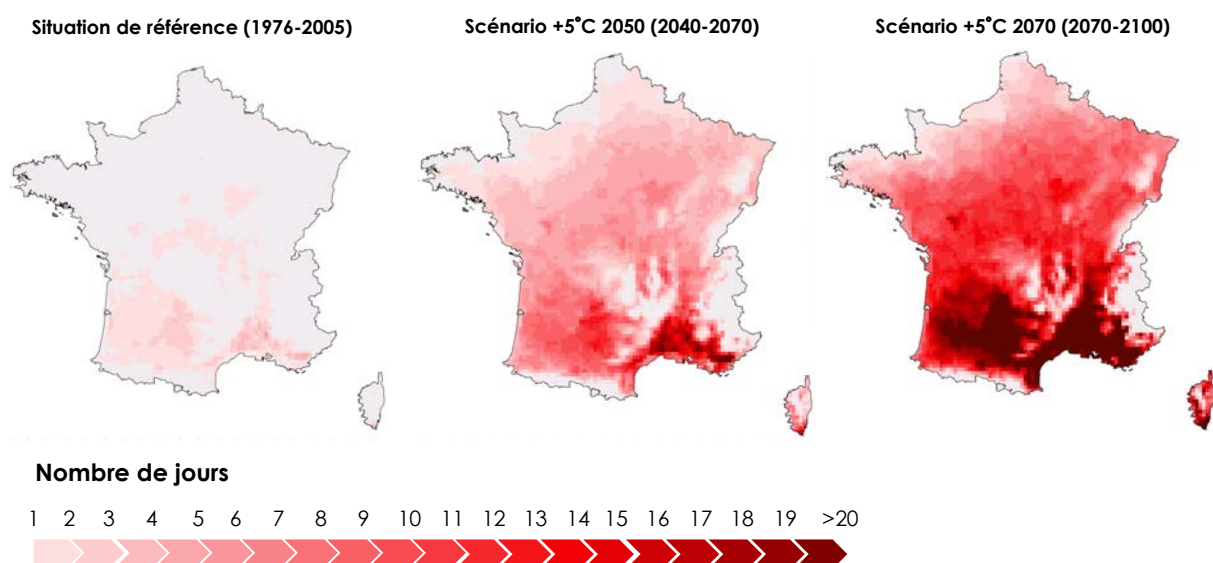 Situation de référence (1976-2005)
Scénario +5°C 2050 (2040-2070)
Scénario +5°C 2070 (2070-2100)
Nombre de jours
1 2 3 4 5 6 7 8 9 10 11 12 13 14 15 16 17 18 19 >20